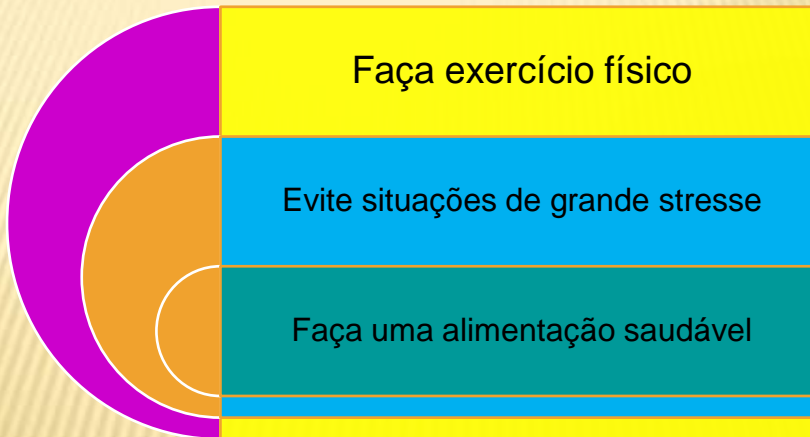 Faça exercício físico
Evite situações de grande stresse
Faça uma alimentação saudável